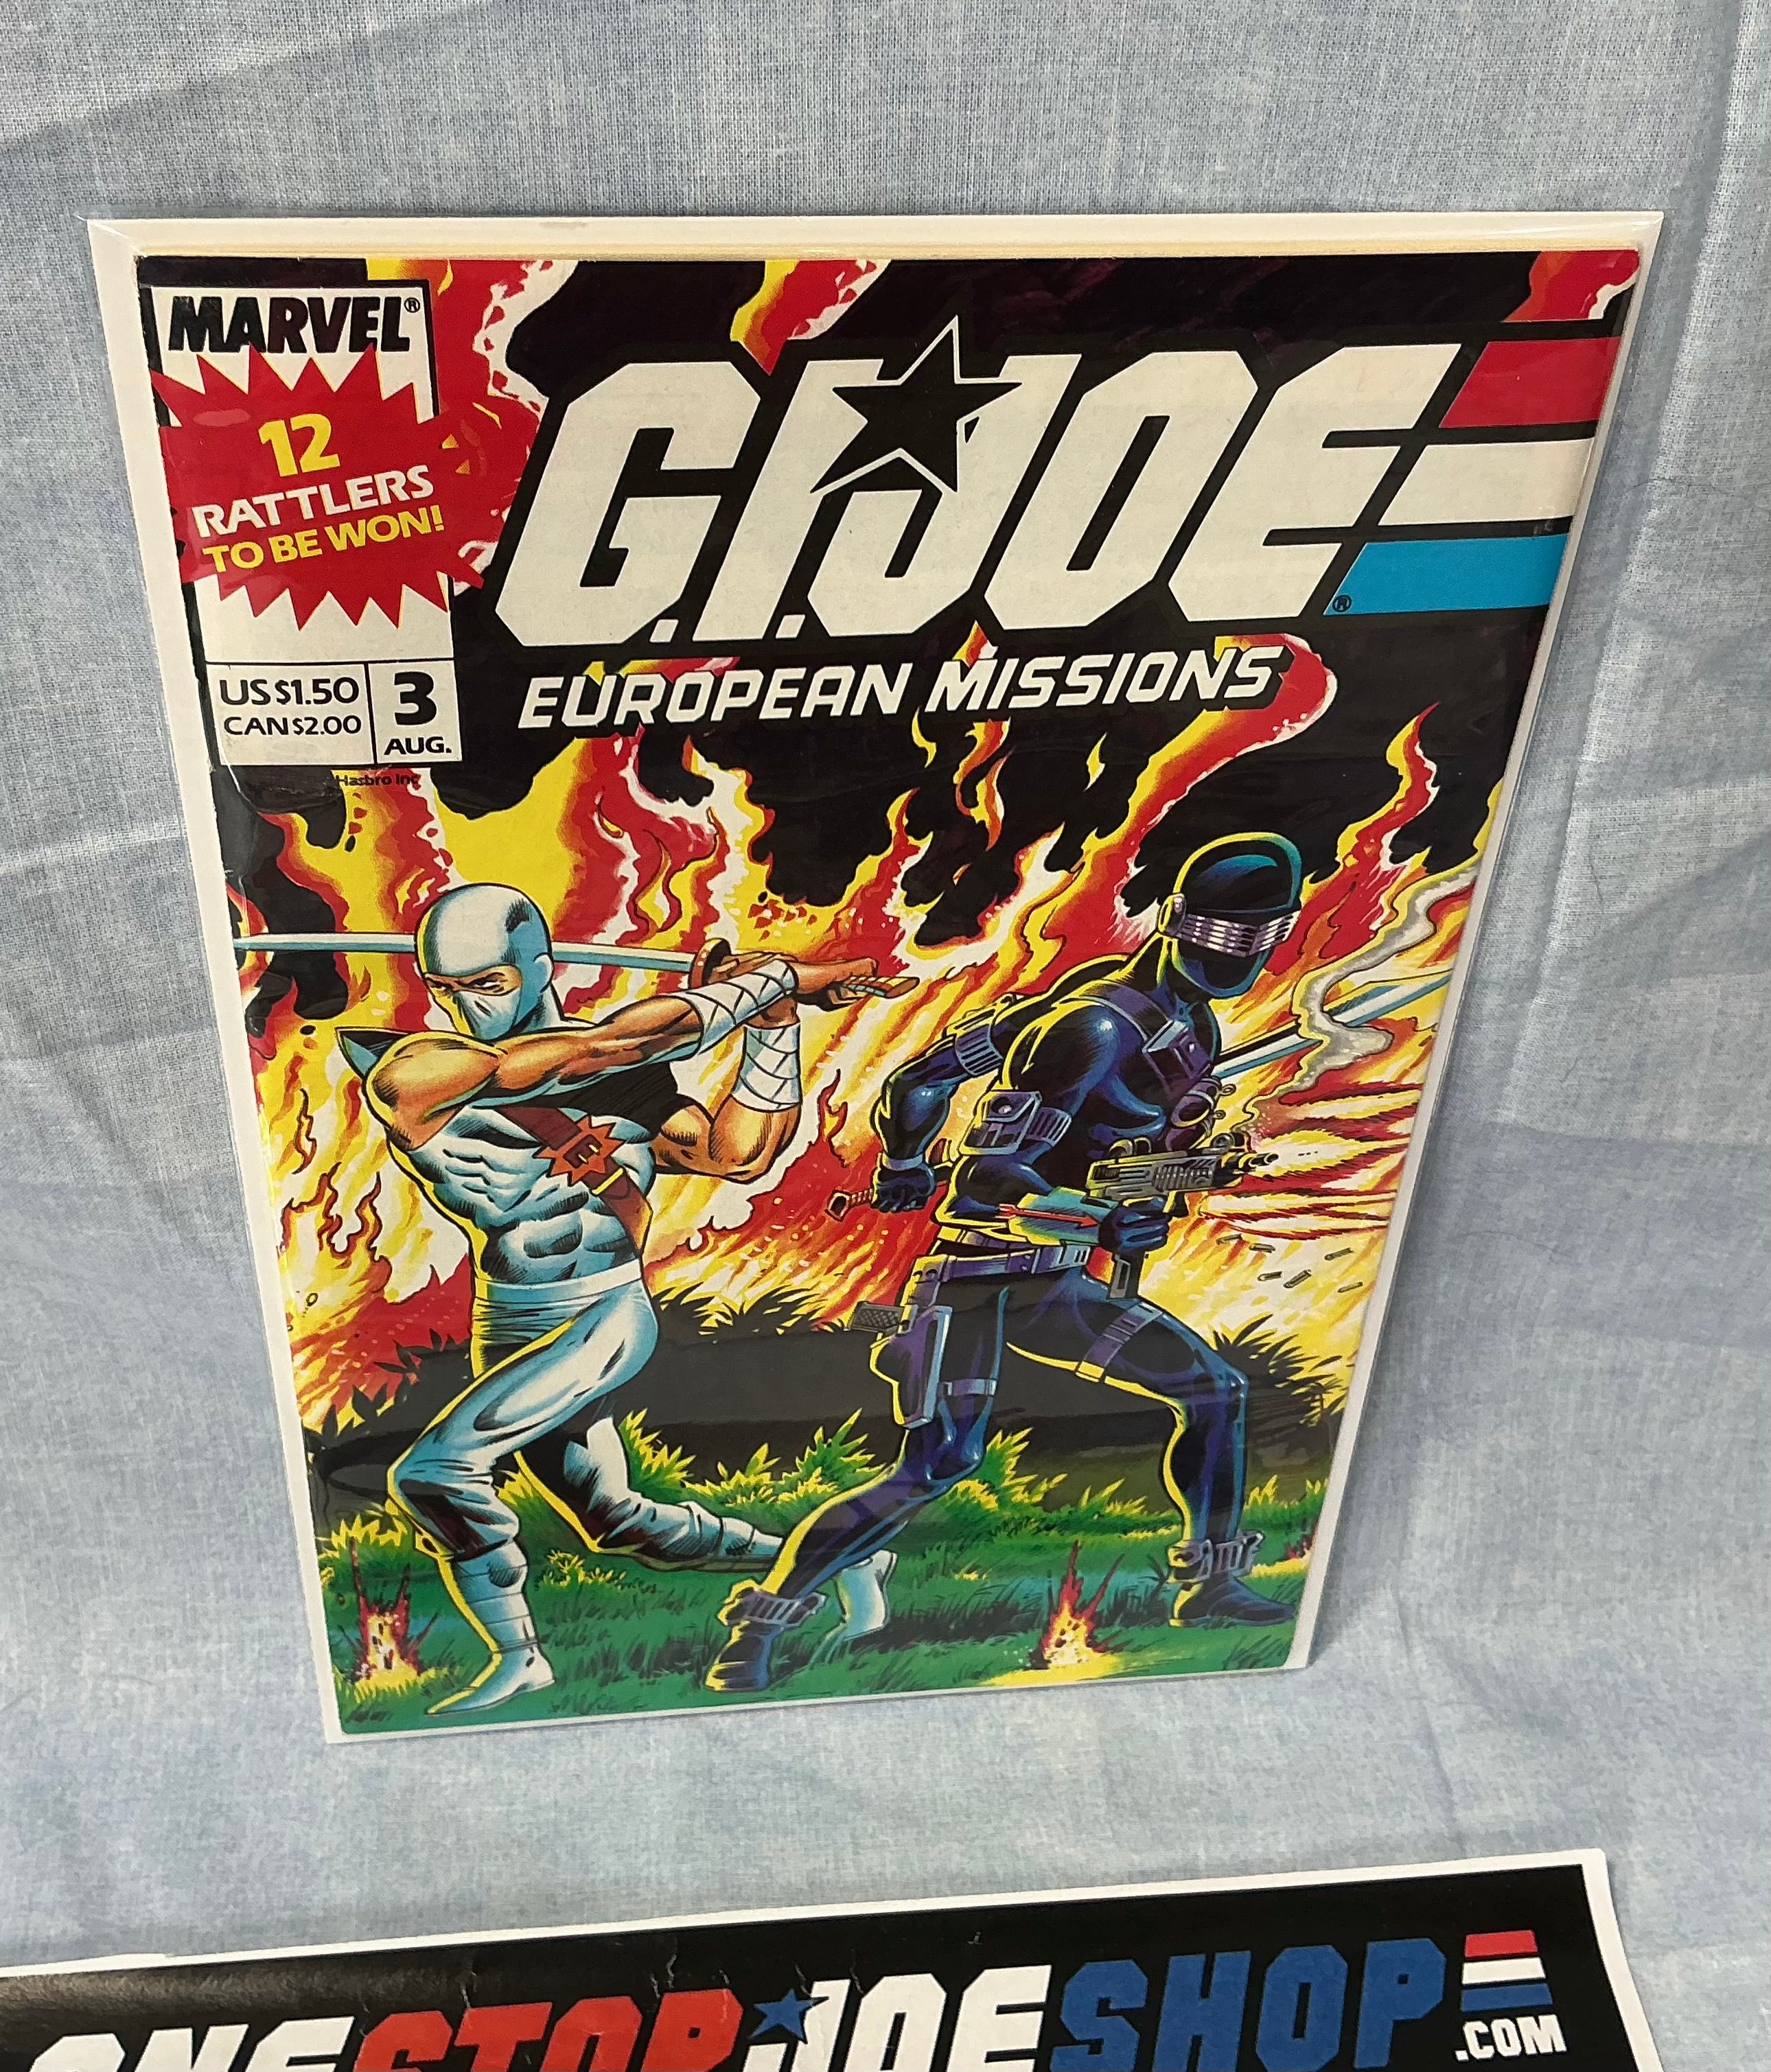 MARVEL®
12
RATTLERS
TO BE WON!
G.I. JOE ®
EUROPEAN MISSIONS
US $1.50
CAN $2.00
3
AUG.
Hasbro Inc
ONESTOPJOESHOP
.COM